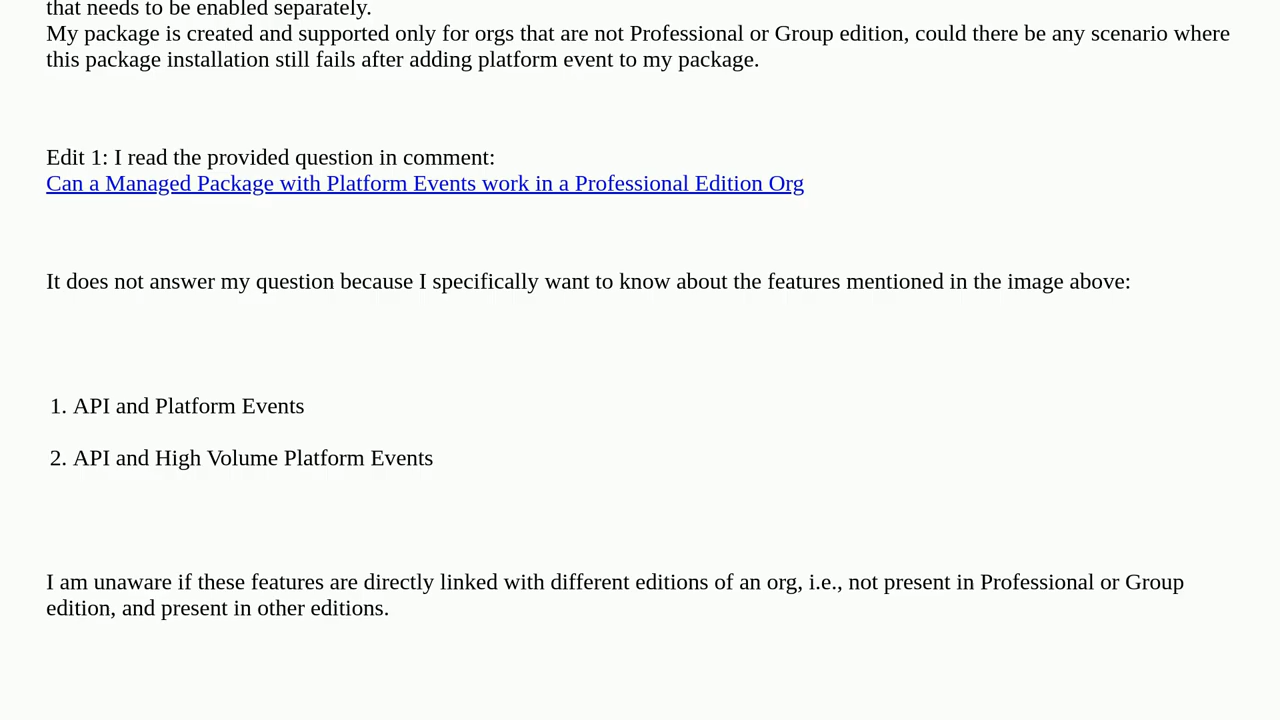 that needs to be enabled separately.
My package is created and supported only for orgs that are not Professional or Group edition, could there be any scenario where
this package installation still fails after adding platform event to my package.
Edit 1: I read the provided question in comment:
Can a Managed Package with Platform Events work in a Professional Edition Org
It does not answer my question because I specifically want to know about the features mentioned in the image above:
1. API and Platform Events
2. API and High Volume Platform Events
I am unaware if these features are directly linked with different editions of an org, i.e., not present in Professional or Group
edition, and present in other editions.